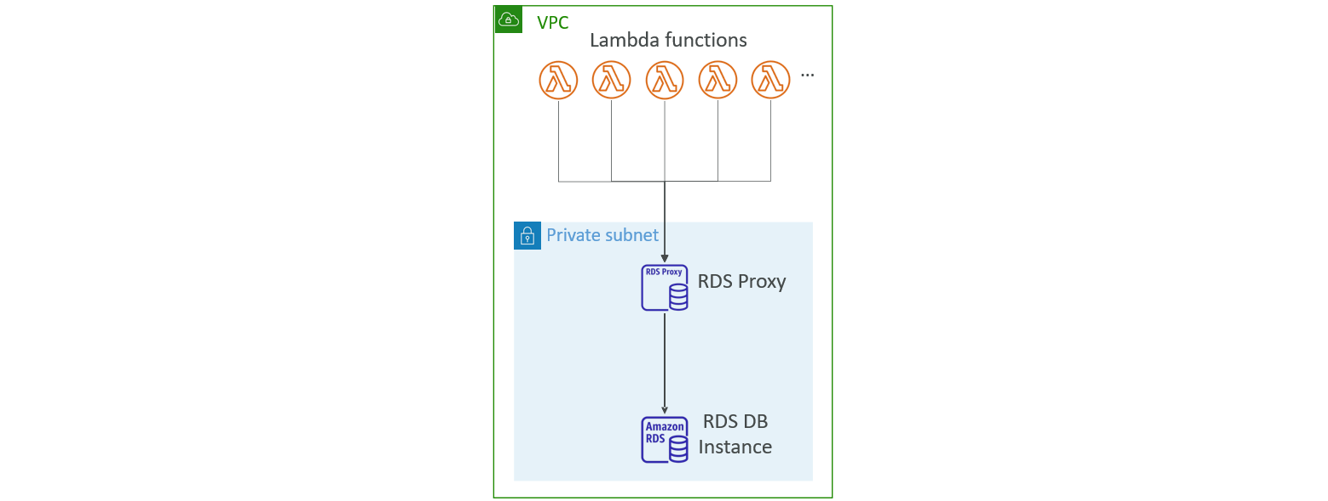 VPC
Lambda functions
...
Private subnet
RDS Proxy
RDS Proxy
Amazon
RDS
RDS DB
Instance